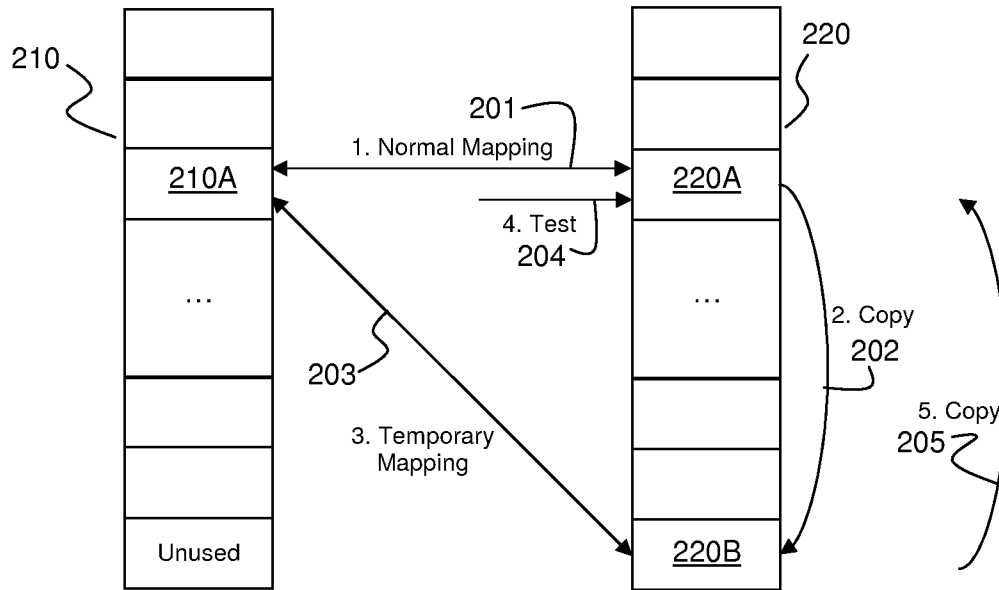 210
220
201
1. Normal Mapping
210A
220A
4. Test
204
...
...
2. Copy
202
203
5. Copy
205
3. Temporary
Mapping
Unused
220B